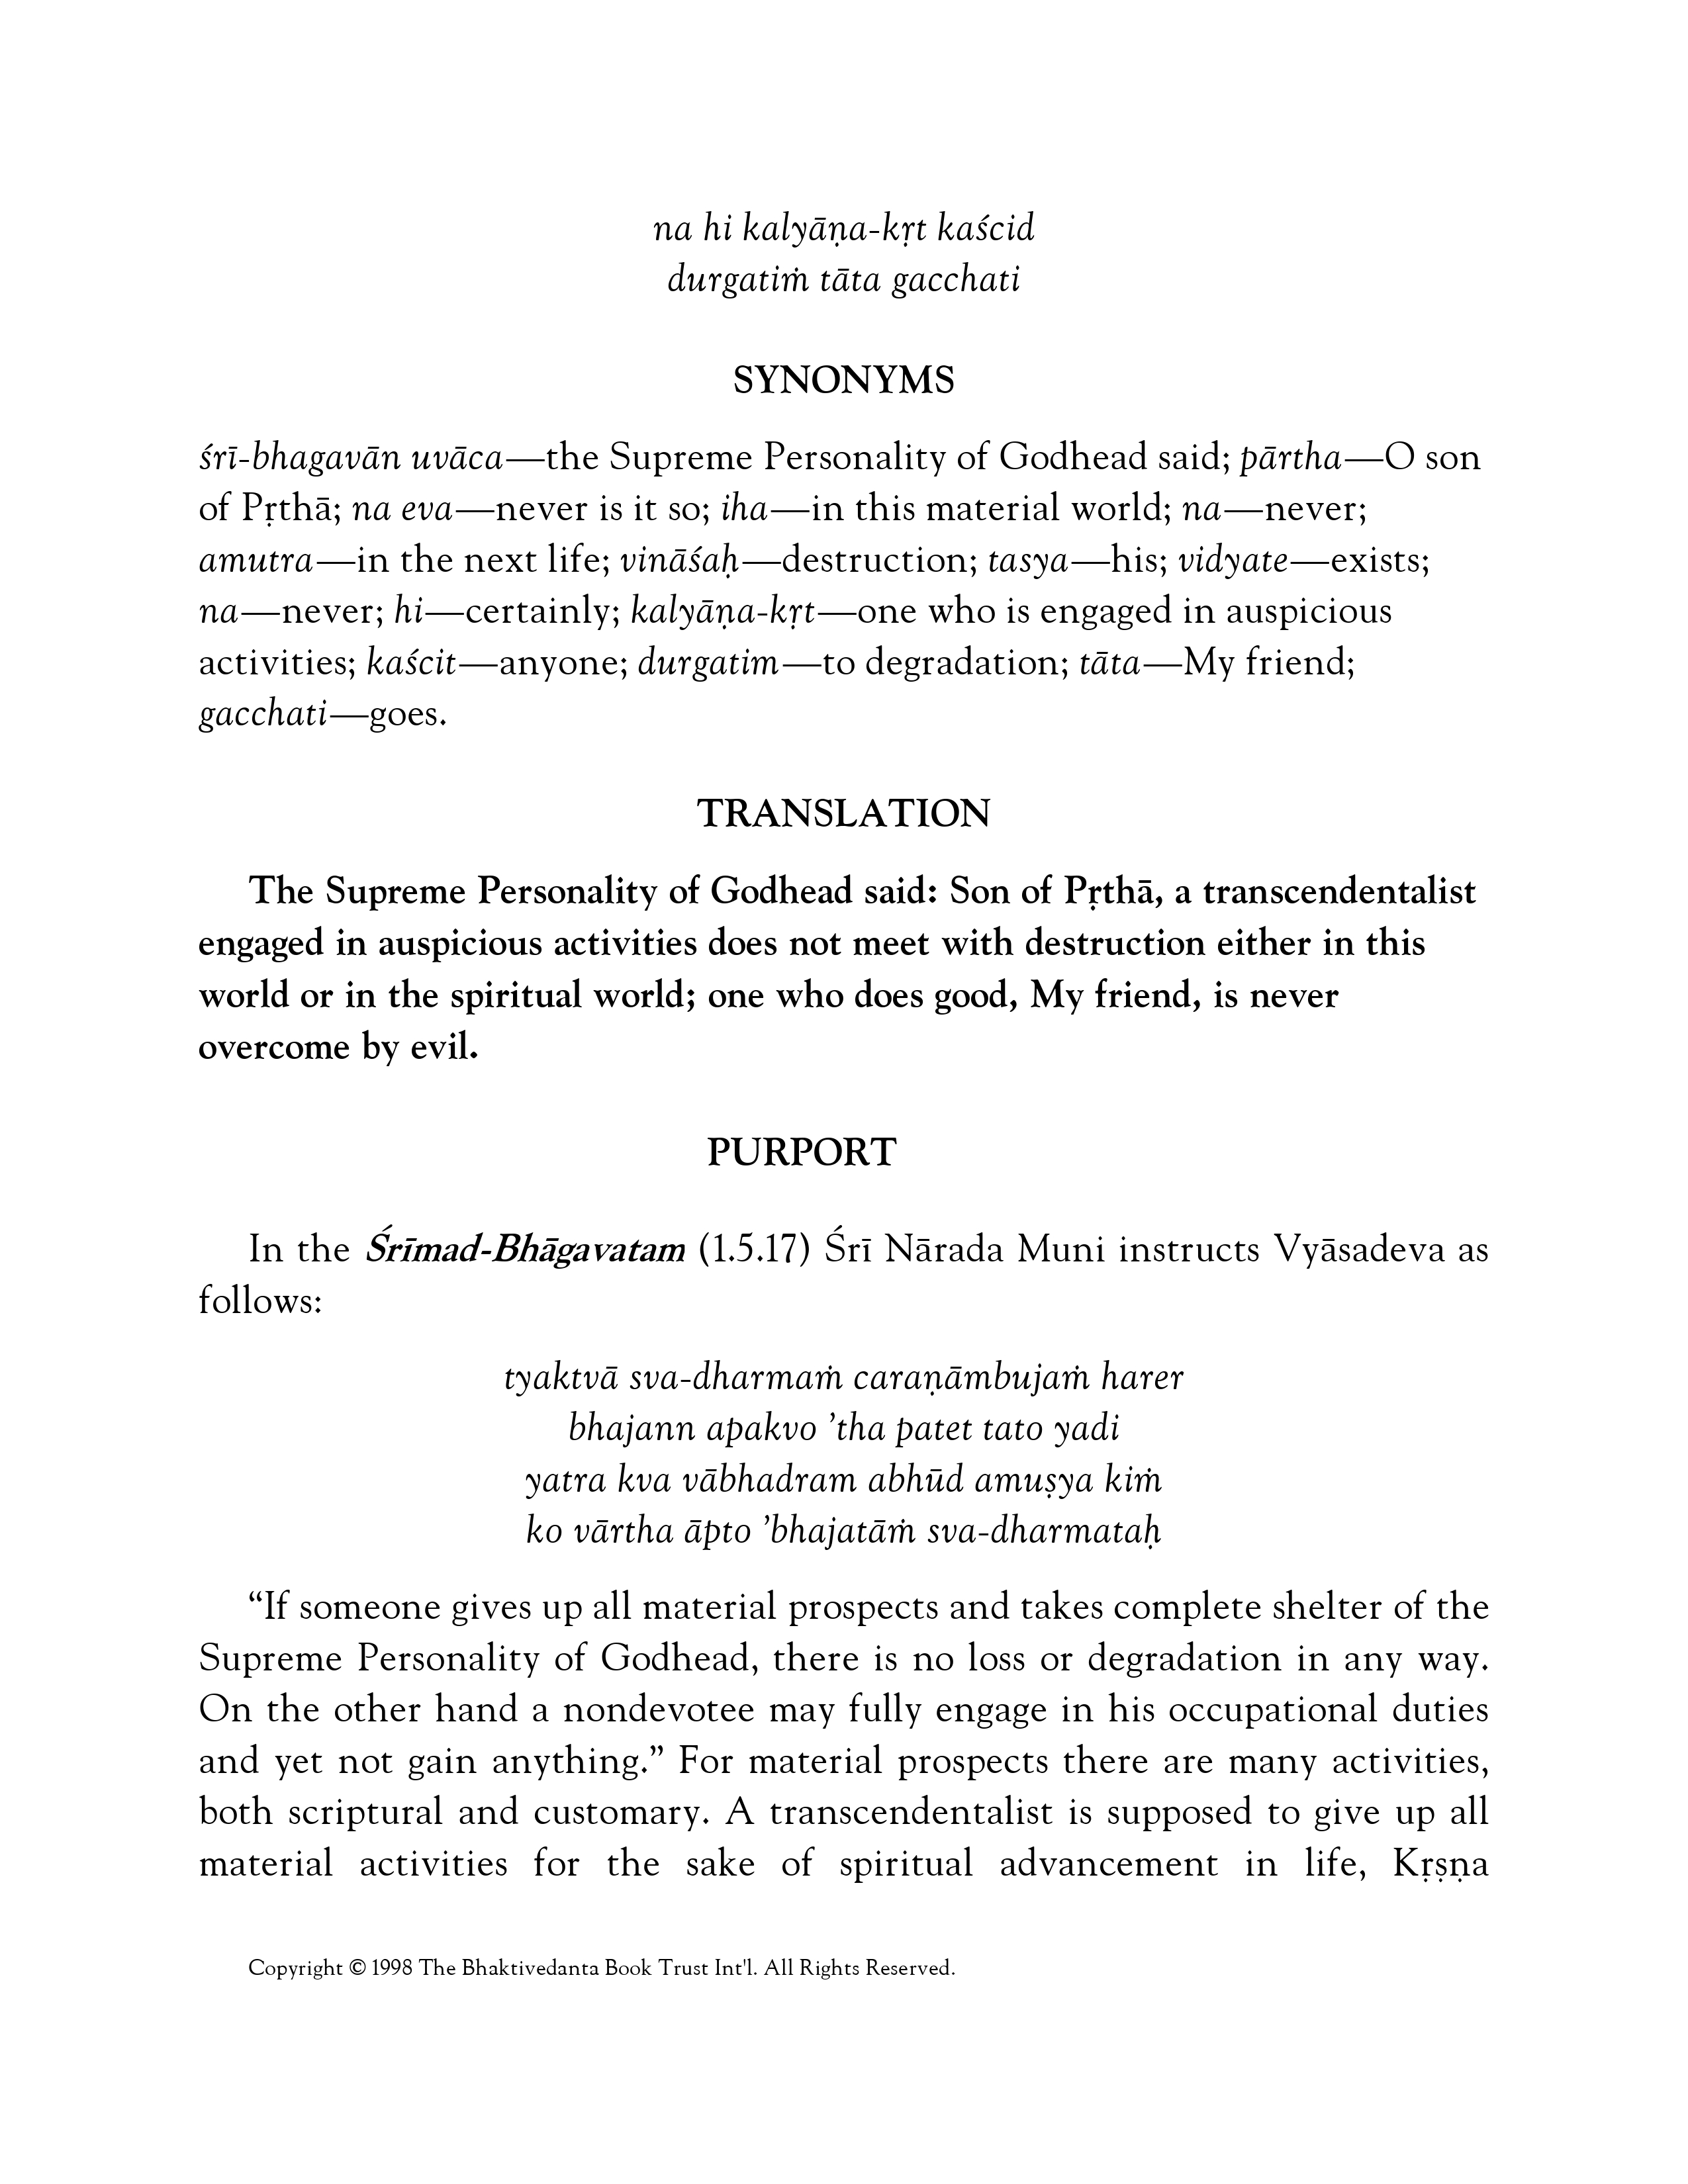 na hi kalyāṇa-kṛt kaścid
durgatiṁ tāta gacchati
SYNONYMS
śrī-bhagavān uvāca—the Supreme Personality of Godhead said; pārtha—O son
of Pṛthā; na eva—never is it so; iha—in this material world; na—never;
amutra—in the next life; vināśaḥ—destruction; tasya—his; vidyate—exists;
na—never; hi—certainly; kalyāṇa-kṛt—one who is engaged in auspicious
activities; kaścit—anyone; durgatim—to degradation; tāta—My friend;
gacchati—goes.
TRANSLATION
The Supreme Personality of Godhead said: Son of Pṛthā, a transcendentalist
engaged in auspicious activities does not meet with destruction either in this
world or in the spiritual world; one who does good, My friend, is never
overcome by evil.
PURPORT
In the Śrīmad-Bhāgavatam (1.5.17) Śrī Nārada Muni instructs Vyāsadeva as
follows:
tyaktvā sva-dharmaṁ caraṇāmbujaṁ harer
bhajann apakvo ’tha patet tato yadi
yatra kva vābhadram abhūd amuṣya kiṁ
ko vārtha āpto ’bhajatāṁ sva-dharmataḥ
“If someone gives up all material prospects and takes complete shelter of the
Supreme Personality of Godhead, there is no loss or degradation in any way.
On the other hand a nondevotee may fully engage in his occupational duties
and yet not gain anything.” For material prospects there are many activities,
both scriptural and customary. A transcendentalist is supposed to give up all
material activities for the sake of spiritual advancement in life, Kṛṣṇa
Copyright © 1998 The Bhaktivedanta Book Trust Int'l. All Rights Reserved.